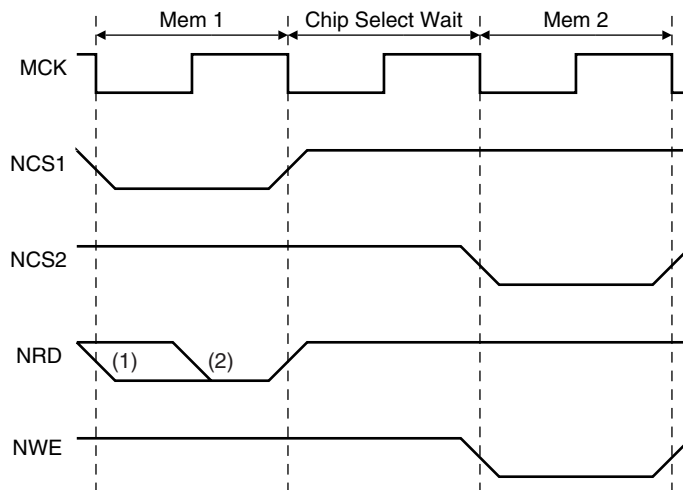 Mem 1
Chip Select Wait
Mem 2
MCK
NCS1
NCS2
NRD
(1)
(2)
NWE